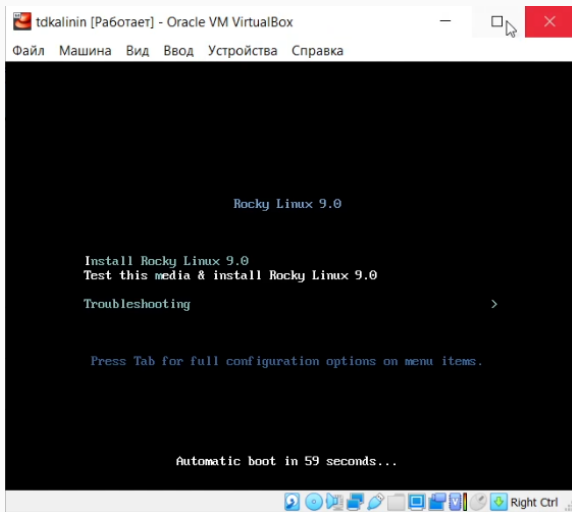 tdkalinin [Работает] - Oracle VM VirtualBox
Файл Машина Вид Ввод Устройства Справка
Rocky Linux 9.0
Install Rocky Linux 9.0
Test this media & install Rocky Linux 9.0
Troubleshooting >
Press Tab for full configuration options on menu items.
Automatic boot in 59 seconds...
Right Ctrl